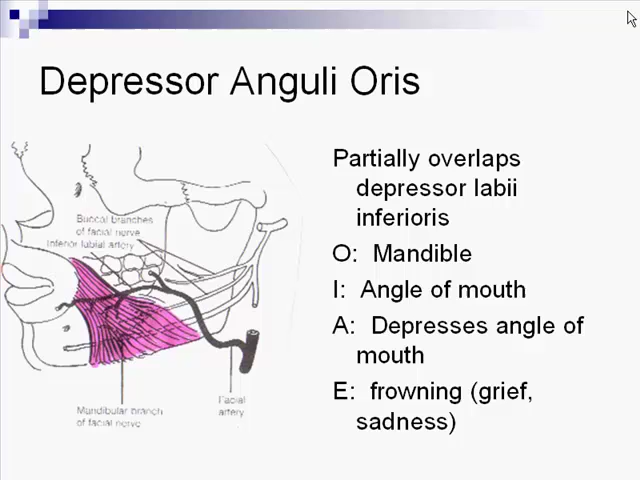 Depressor Anguli Oris
Partially overlaps
depressor labii
inferioris
O:  Mandible
I:  Angle of mouth
A:  Depresses angle of
mouth
E:  frowning (grief,
sadness)
Buccal branches
of facial nerve
Inferior labial artery
Mandibular branch
of facial nerve
Facial
artery